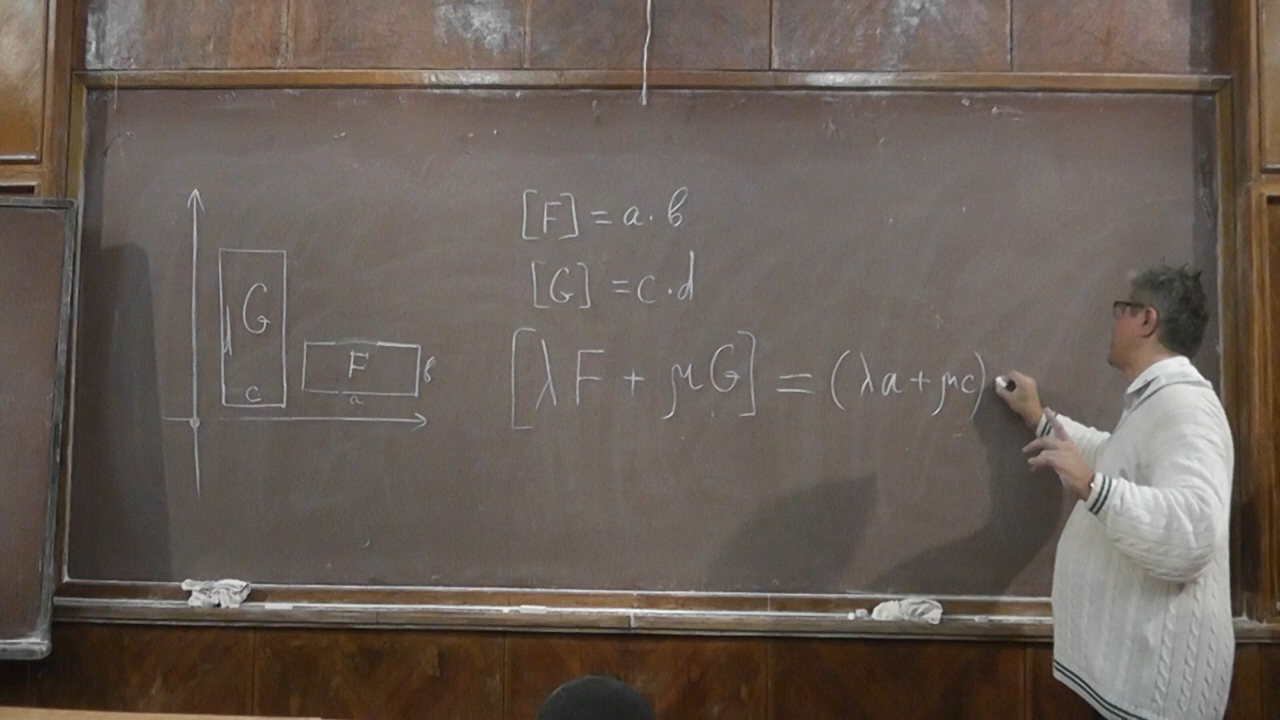 [F] = a · b
[G] = c · d
[λF + μG] = (λa + μc)
G
d
c
F
b
a